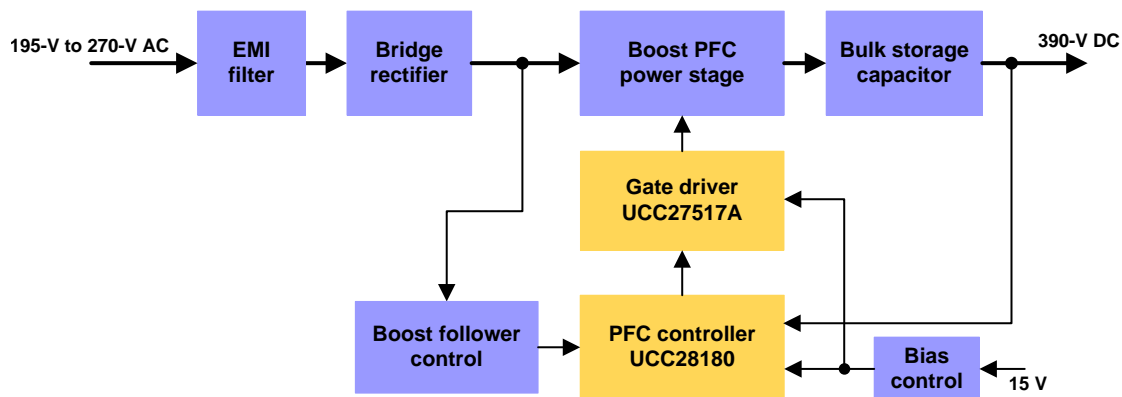 195-V to 270-V AC
EMI
filter
Bridge
rectifier
Boost PFC
power stage
Bulk storage
capacitor
390-V DC
Gate driver
UCC27517A
Boost follower
control
PFC controller
UCC28180
Bias
control
15 V